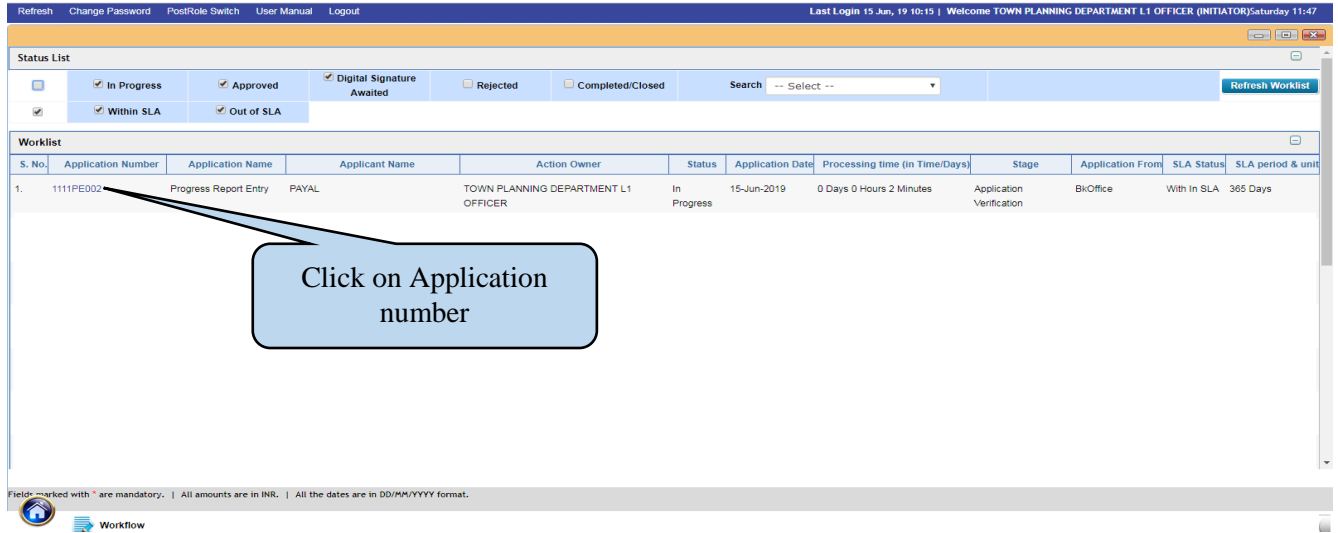 Refresh Change Password PostRole Switch User Manual Logout Last Login 15 Jun, 19 10:15 | Welcome TOWN PLANNING DEPARTMENT L1 OFFICER (INITIATOR)Saturday 11:47
Status List
In Progress Approved Digital Signature Awaited Rejected Completed/Closed Search -- Select -- Refresh Worklist
Within SLA Out of SLA
Worklist
S. No. Application Number Application Name Applicant Name Action Owner Status Application Date Processing time (in Time/Days) Stage Application From SLA Status SLA period & unit
1. 1111PE002 Progress Report Entry PAYAL TOWN PLANNING DEPARTMENT L1 In 15-Jun-2019 0 Days 0 Hours 2 Minutes Application BkOffice With In SLA 365 Days
OFFICER Progress Verification
Click on Application
number
Fields marked with * are mandatory. | All amounts are in INR. | All the dates are in DD/MM/YYYY format.
Workflow